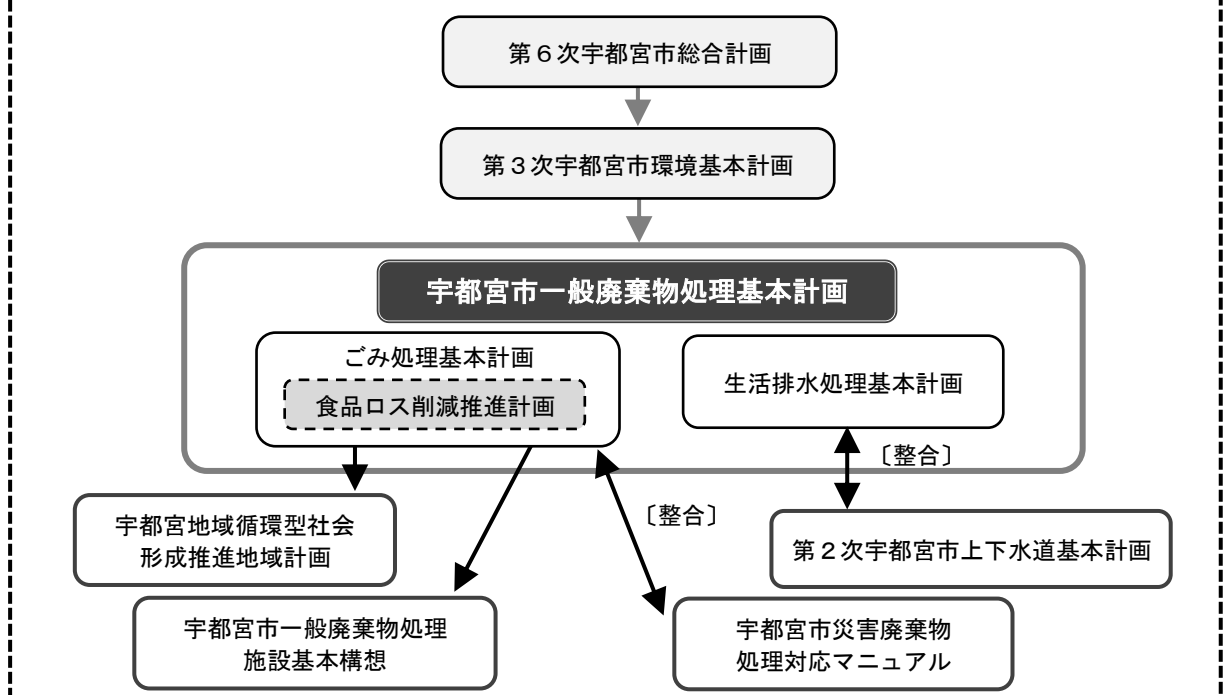 第６次宇都宮市総合計画
第３次宇都宮市環境基本計画
宇都宮市一般廃棄物処理基本計画
ごみ処理基本計画
食品ロス削減推進計画
生活排水処理基本計画
〔整合〕
〔整合〕
宇都宮地域循環型社会
形成推進地域計画
第２次宇都宮市上下水道基本計画
宇都宮市一般廃棄物処理
施設基本構想
宇都宮市災害廃棄物
処理対応マニュアル